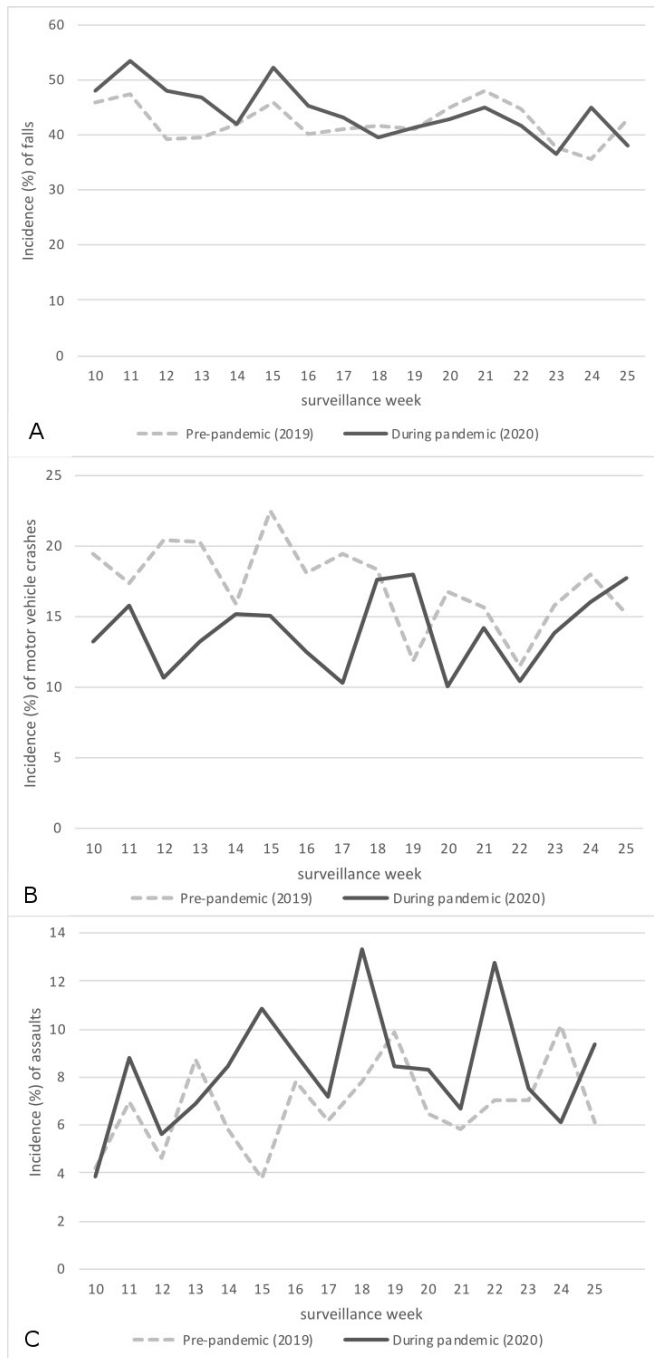 60
50
40
30
20
10
0
Incidence (%) of falls
10 11 12 13 14 15 16 17 18 19 20 21 22 23 24 25
surveillance week
A
Pre-pandemic (2019) During pandemic (2020)
25
20
15
10
5
0
Incidence (%) of motor vehicle crashes
10 11 12 13 14 15 16 17 18 19 20 21 22 23 24 25
surveillance week
B
Pre-pandemic (2019) During pandemic (2020)
14
12
10
8
6
4
2
0
Incidence (%) of assaults
10 11 12 13 14 15 16 17 18 19 20 21 22 23 24 25
surveillance week
C
Pre-pandemic (2019) During pandemic (2020)